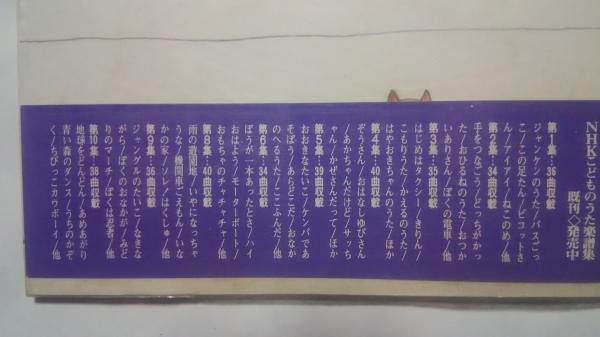 NHKこどものうた楽譜集
既刊〈〉発売中
第1集・36曲収載
ジャンケンのうた/バスごっ
こ/この足たん/ピコットさ
ん/アイアイ/ねこのめ/他
第2集・34曲収載
手をつなごう/どっちがかっ
た/おひるねのうた/おつか
いありさん/ぼくの電車/他
第3集・35曲収載
はじめはタクシー/きりん/
こもりうた/かえるのうた/
はやおきちゃんのうた/ほか
第4集・40曲収載
ぞうさん/おはなしゆびさん
/あかちゃんだけど/サッち
ゃん/かぜさんだって/ほか
第5集・39曲収載
おおきなたいこ/ケンパであ
そぼう/あらどこだ/おなか
のへるうた/ここふんだ/他
第6集・34曲収載
ぼうが一本あったとさ/ハイ
おはよう/モーターボート/
おもちゃのチャチャチャ/他
第8集・40曲収載
雨の遊園地/いやになっちゃ
うな/機関車ごえもん/いな
かの家/ソレッはくしゅ/他
第9集・36曲収載
ジャングルのたいこ/なきな
がら/ぼくのおなかが/みど
りのマーチ/ぼくは忍者/他
第10集・38曲収載
地球をどんどん/あめあがり
青い森のダンス/うまのかぞ
く/ちびっこカウボーイ/他